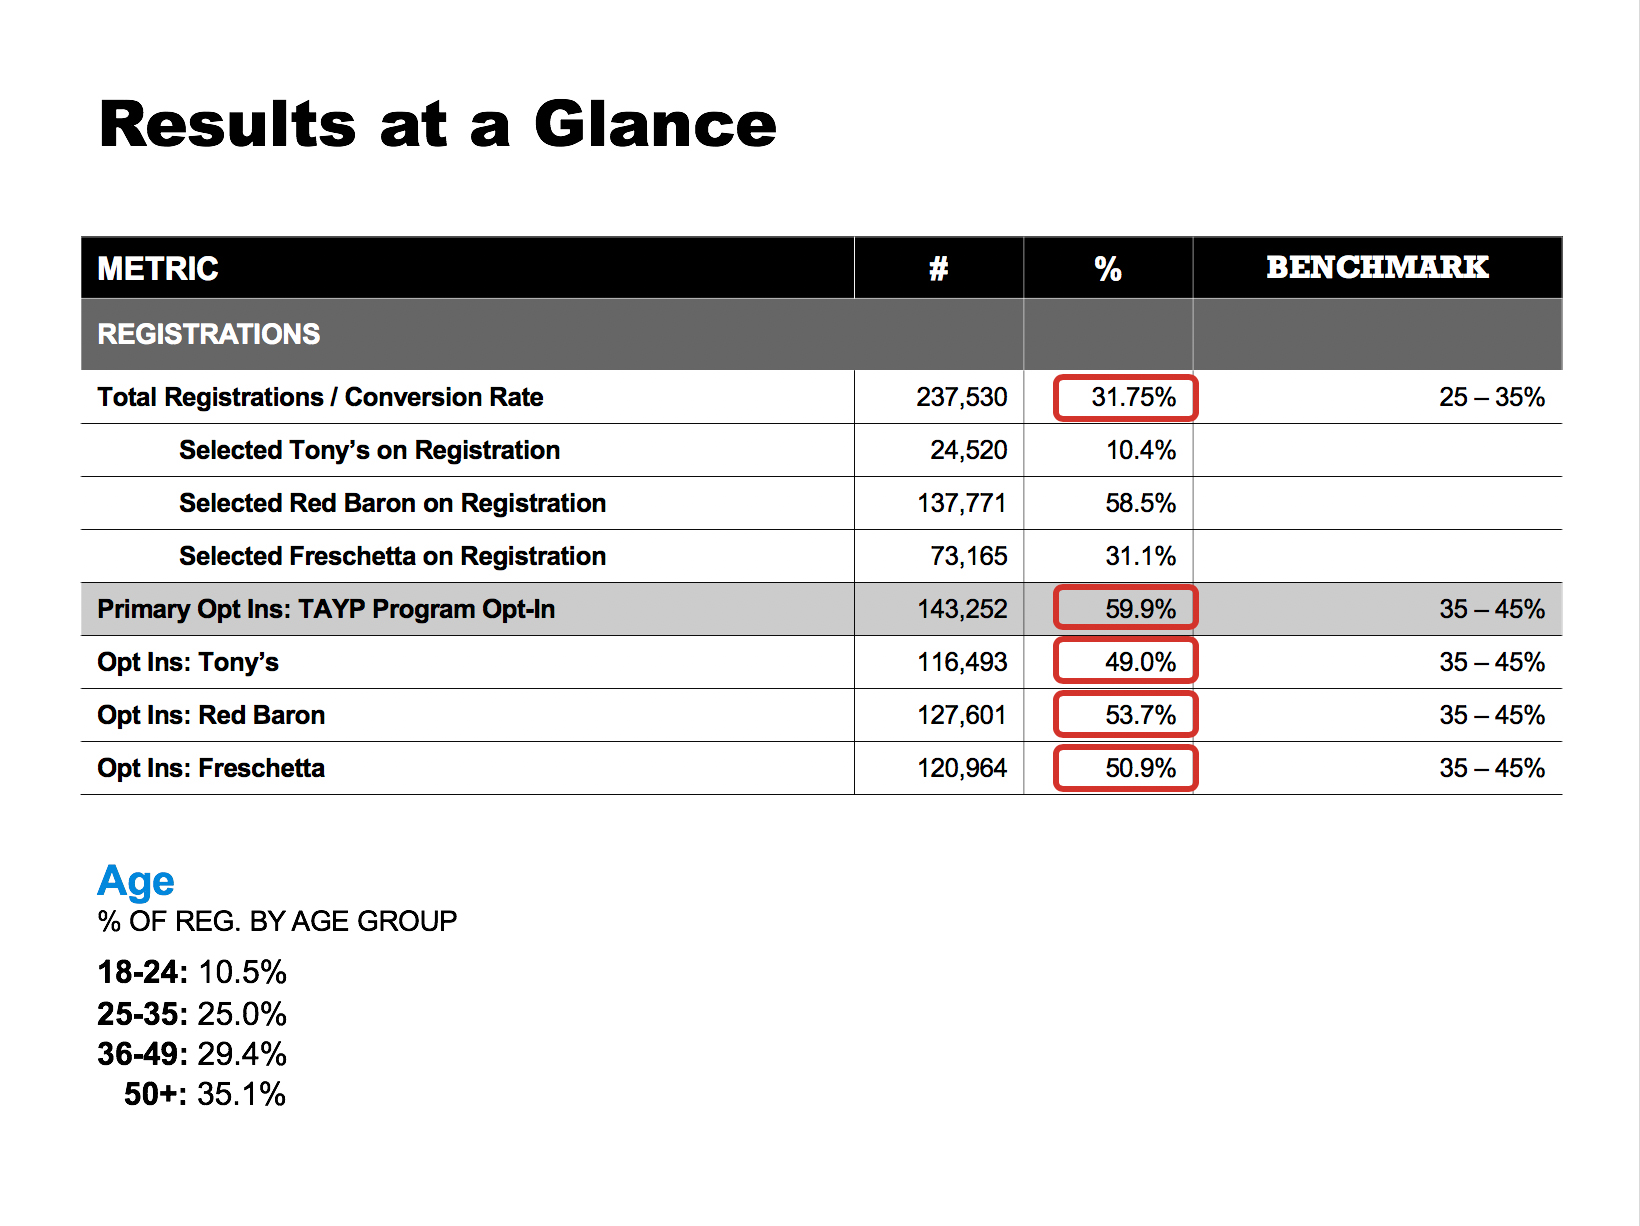 Results at a Glance
METRIC # % BENCHMARK
REGISTRATIONS
Total Registrations / Conversion Rate 237,530 31.75% 25 – 35%
Selected Tony’s on Registration 24,520 10.4%
Selected Red Baron on Registration 137,771 58.5%
Selected Freschetta on Registration 73,165 31.1%
Primary Opt Ins: TAYP Program Opt-In 143,252 59.9% 35 – 45%
Opt Ins: Tony’s 116,493 49.0% 35 – 45%
Opt Ins: Red Baron 127,601 53.7% 35 – 45%
Opt Ins: Freschetta 120,964 50.9% 35 – 45%
Age
% OF REG. BY AGE GROUP
18-24: 10.5%
25-35: 25.0%
36-49: 29.4%
50+: 35.1%